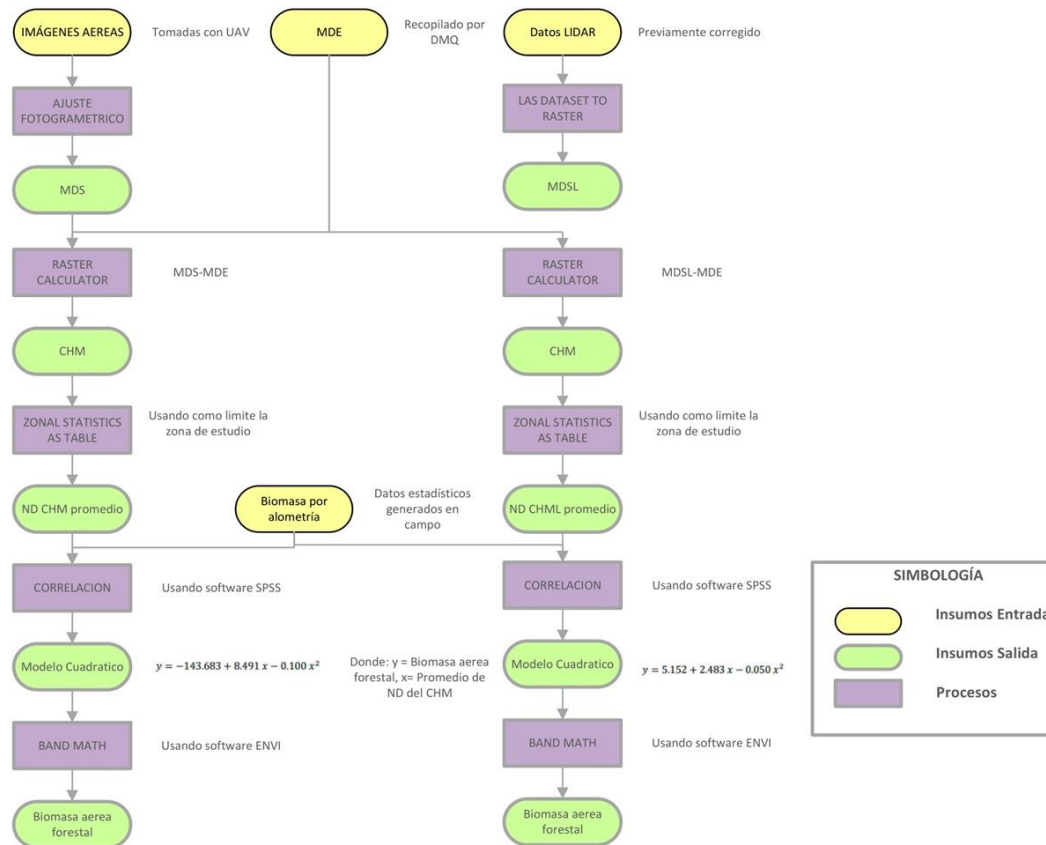 IMÁGENES AEREAS
Tomadas con UAV
MDE
Recopilado por
DMQ
Datos LIDAR
Previamente corregido
AJUSTE
FOTOGRAMETRICO
LAS DATASET TO
RASTER
MDS
MDSL
RASTER
CALCULATOR
MDS-MDE
RASTER
CALCULATOR
MDSL-MDE
CHM
CHM
ZONAL STATISTICS
AS TABLE
Usando como limite la
zona de estudio
ZONAL STATISTICS
AS TABLE
Usando como limite la
zona de estudio
ND CHM promedio
Biomasa por
alometría
Datos estadísticos
generados en
campo
ND CHML promedio
CORRELACION
Usando software SPSS
CORRELACION
Usando software SPSS
Modelo Cuadratico
y = −143.683 + 8.491 x − 0.100 x²
Donde: y = Biomasa aerea
forestal, x= Promedio de
ND del CHM
Modelo Cuadratico
y = 5.152 + 2.483 x − 0.050 x²
BAND MATH
Usando software ENVI
BAND MATH
Usando software ENVI
Biomasa aerea
forestal
Biomasa aerea
forestal
SIMBOLOGÍA
Insumos Entrada
Insumos Salida
Procesos